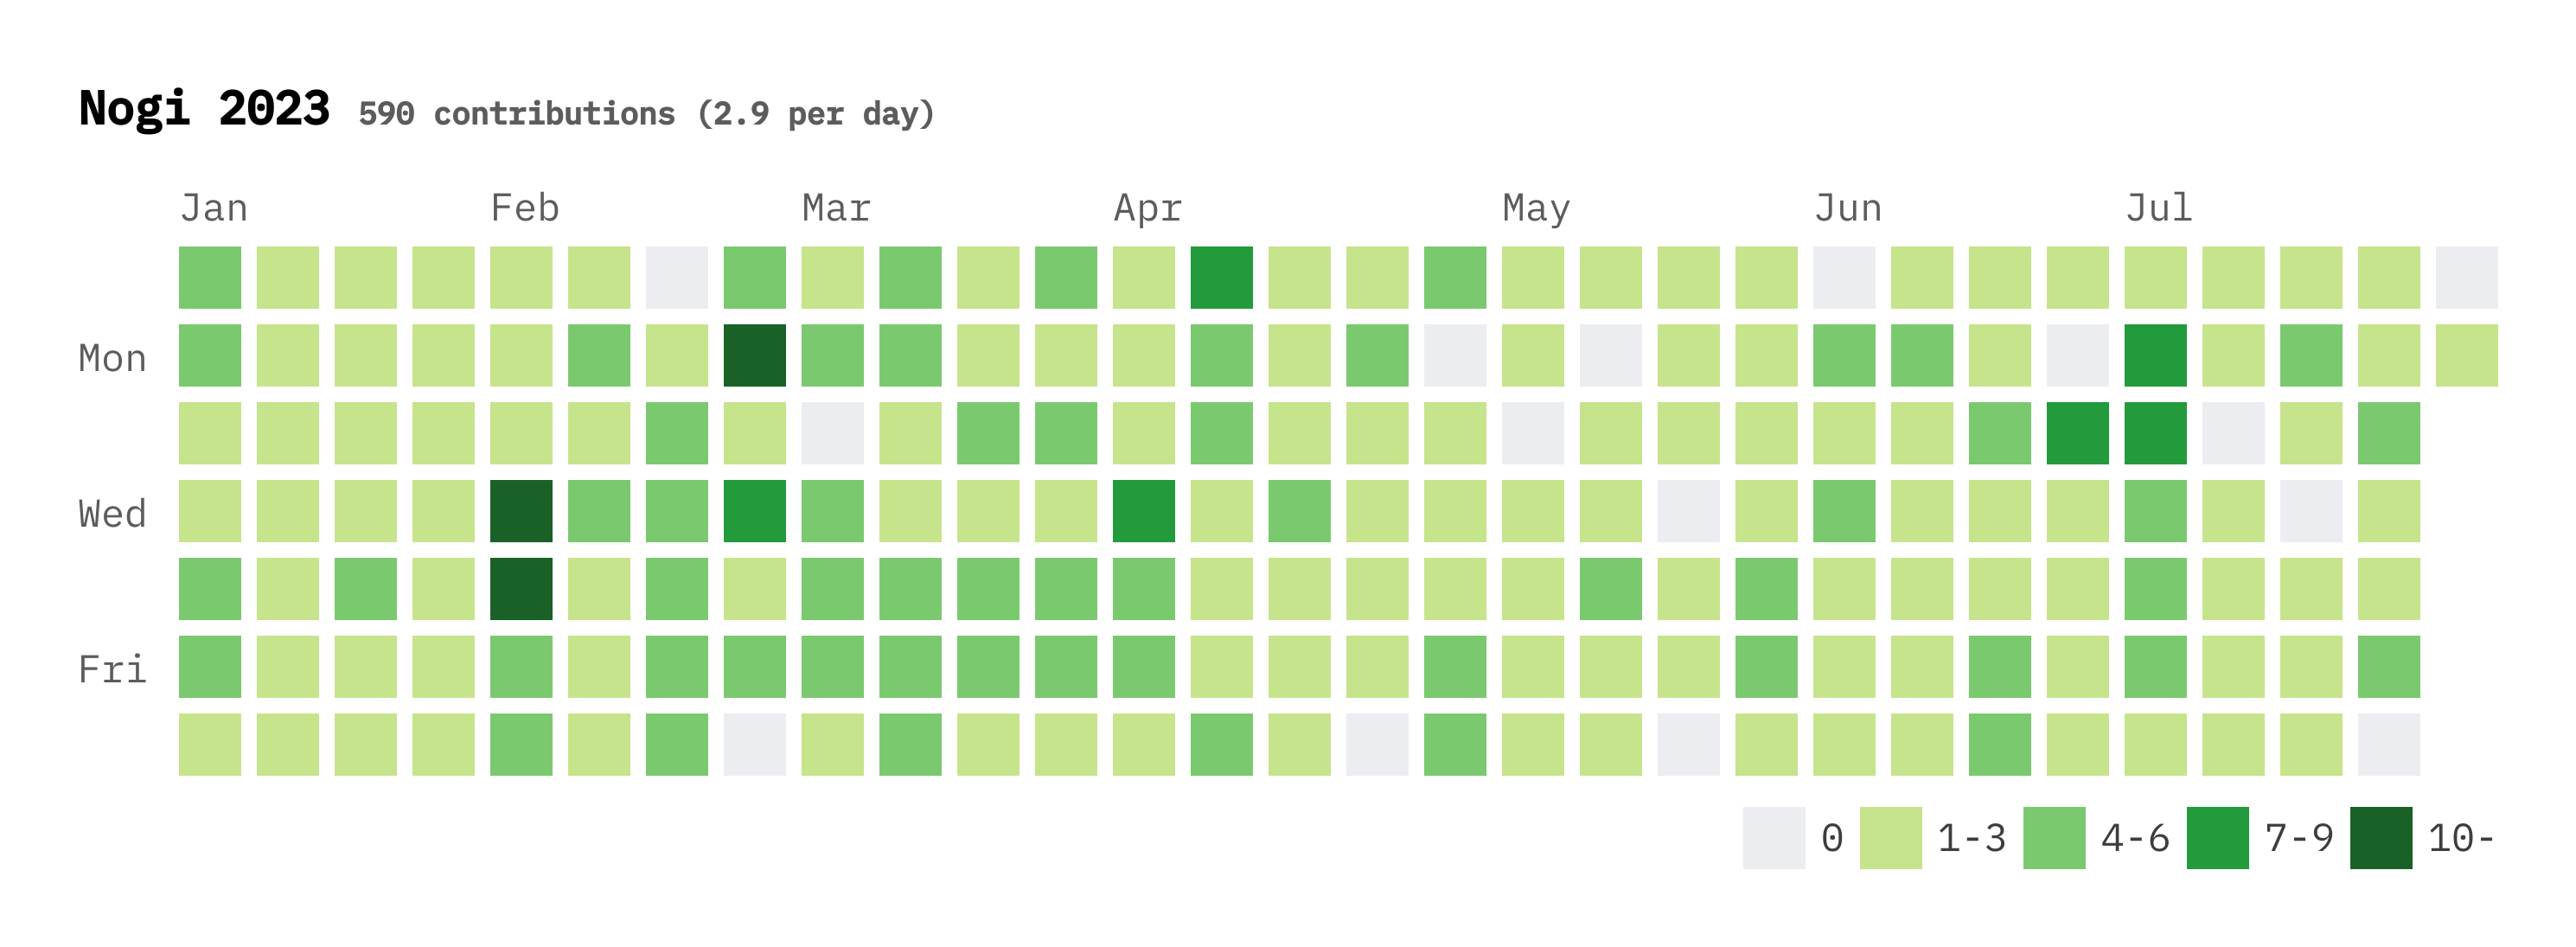 Nogi 2023 590 contributions (2.9 per day)
Jan Feb Mar Apr May Jun Jul
Mon
Wed
Fri
0 1-3 4-6 7-9 10-